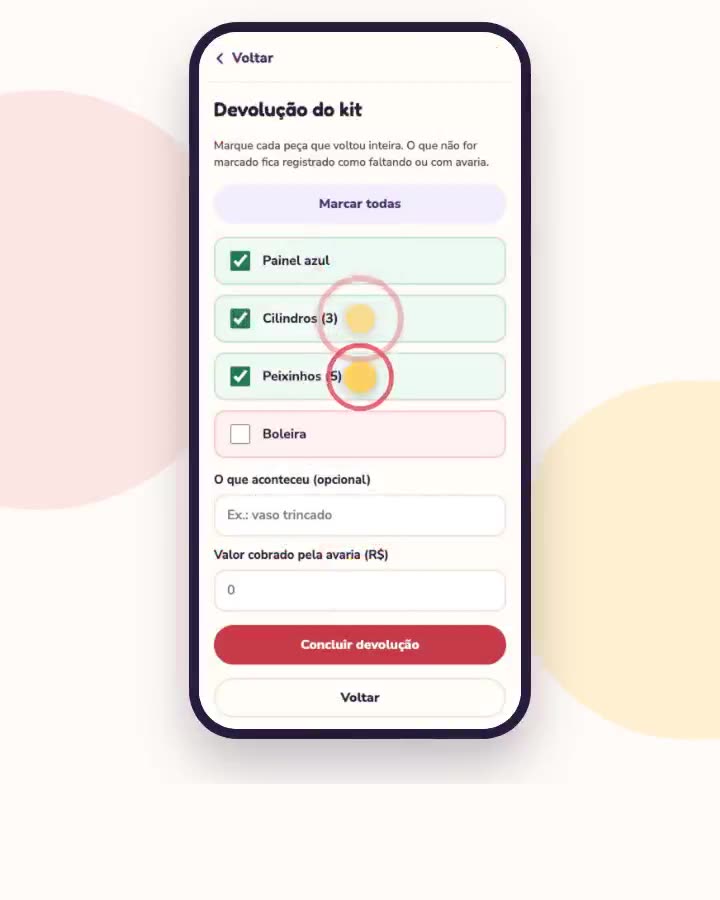 Voltar
Devolução do kit
Marque cada peça que voltou inteira. O que não for
marcado fica registrado como faltando ou com avaria.
Marcar todas
Painel azul
Cilindros (3)
Peixinhos (5)
Boleira
O que aconteceu (opcional)
Ex.: vaso trincado
Valor cobrado pela avaria (R$)
0
Concluir devolução
Voltar